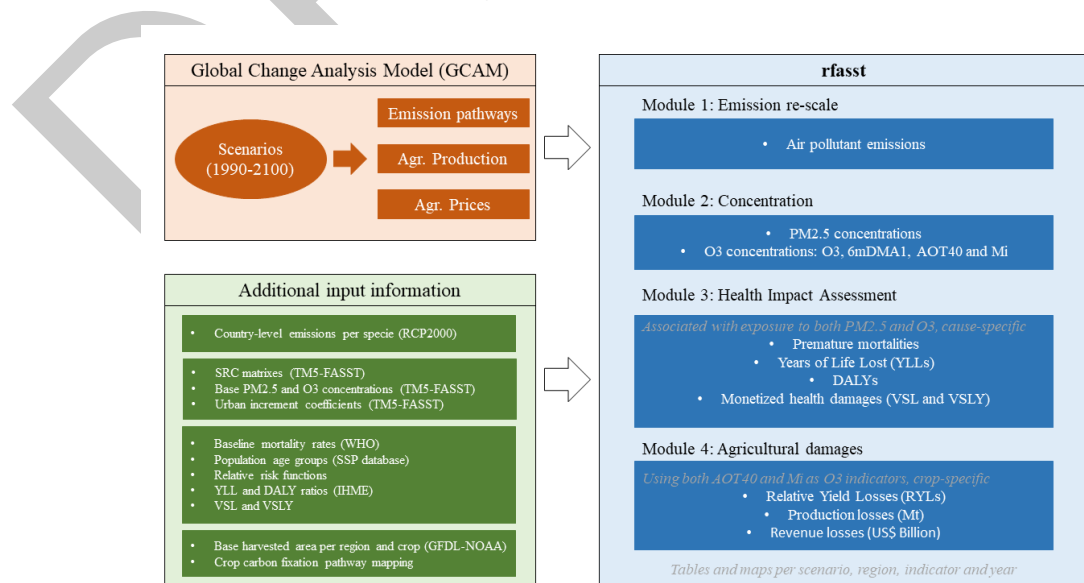 Global Change Analysis Model (GCAM)
Scenarios
(1990-2100)
Emission pathways
Agr. Production
Agr. Prices
Additional input information
• Country-level emissions per specie (RCP2000)
• SRC matrixes (TM5-FASST)
• Base PM2.5 and O3 concentrations (TM5-FASST)
• Urban increment coefficients (TM5-FASST)
• Baseline mortality rates (WHO)
• Population age groups (SSP database)
• Relative risk functions
• YLL and DALY ratios (IHME)
• VSL and VSLY
• Base harvested area per region and crop (GFDL-NOAA)
• Crop carbon fixation pathway mapping
rfasst
Module 1: Emission re-scale
• Air pollutant emissions
Module 2: Concentration
• PM2.5 concentrations
• O3 concentrations: O3, 6mDMA1, AOT40 and Mi
Module 3: Health Impact Assessment
Associated with exposure to both PM2.5 and O3, cause-specific
• Premature mortalities
• Years of Life Lost (YLLs)
• DALYs
• Monetized health damages (VSL and VSLY)
Module 4: Agricultural damages
Using both AOT40 and Mi as O3 indicators, crop-specific
• Relative Yield Losses (RYLs)
• Production losses (Mt)
• Revenue losses (US$ Billion)
Tables and maps per scenario, region, indicator and year